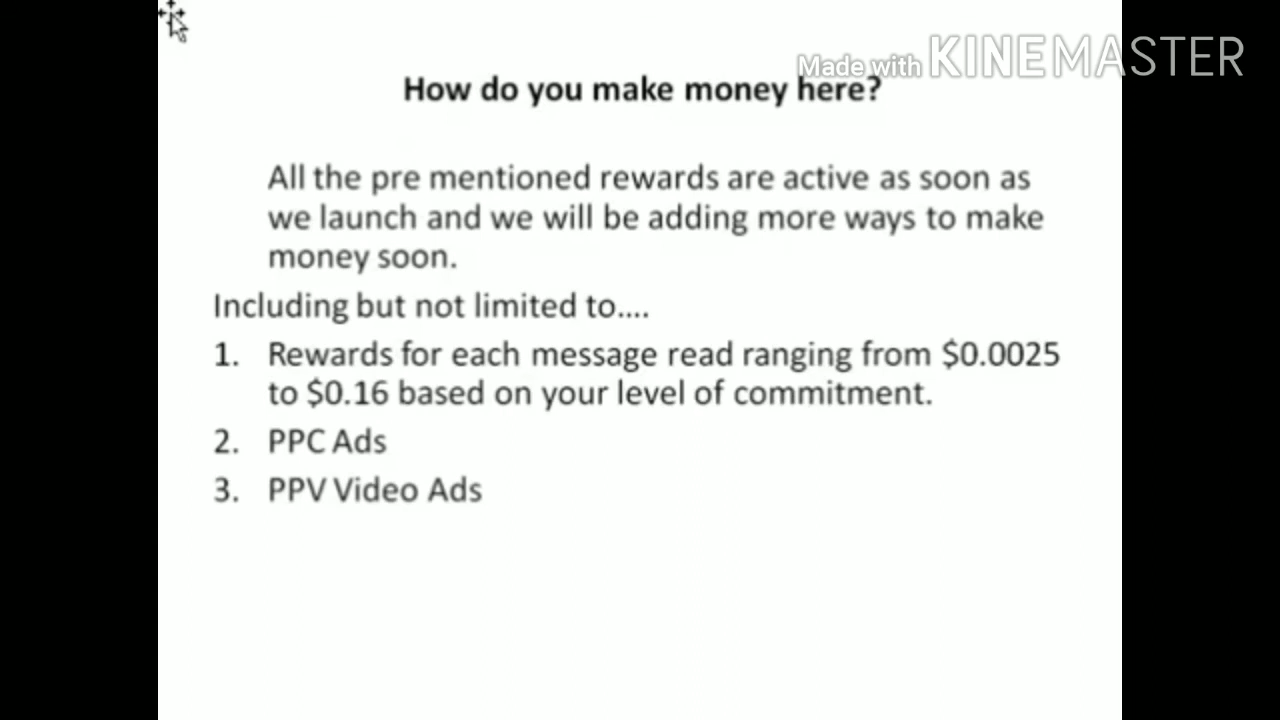 Made with KINEMASTER
How do you make money here?
All the pre mentioned rewards are active as soon as
we launch and we will be adding more ways to make
money soon.
Including but not limited to....
1. Rewards for each message read ranging from $0.0025
to $0.16 based on your level of commitment.
2. PPC Ads
3. PPV Video Ads